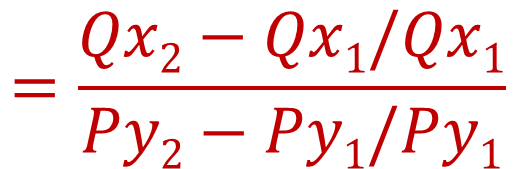 = Qx₂ − Qx₁/Qx₁
Py₂ − Py₁/Py₁